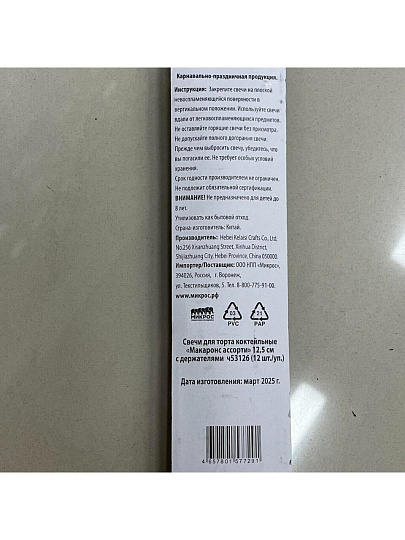 Карнавально-праздничная продукция.
Инструкция: Закрепите свечи на плоской
невоспламеняющейся поверхности в
вертикальном положении. Используйте свечи
вдали от легковоспламеняющихся предметов.
Не оставляйте горящие свечи без присмотра.
Не допускайте полного догорания свечи.
Прежде чем выбросить свечу, убедитесь, что
вы погасили ее. Не требует особых условий
хранения.
Срок годности производителем не ограничен.
Не подлежит обязательной сертификации.
ВНИМАНИЕ! Не предназначено для детей до
8 лет.
Утилизовать как бытовой отход.
Страна-изготовитель: Китай.
Производитель: Hebei Kelaisi Crafts Co., Ltd
No.256 Xisanzhuang Street, Xinhua District,
Shijiazhuang City, Hebei Province, China 050000.
Импортер/Поставщик: ООО НПП «Микрос»,
394026, Россия, г. Воронеж,
ул. Текстильщиков, 5. Тел. 8-800-775-91-00.
www.микрос.рф
МИКРОС
03
PVC
21
PAP
Свечи для торта коктейльные
«Макаронс ассорти» 12,5 см
с держателями ч53126 (12 шт./уп.)
Дата изготовления: март 2025 г.
4 657801 577291